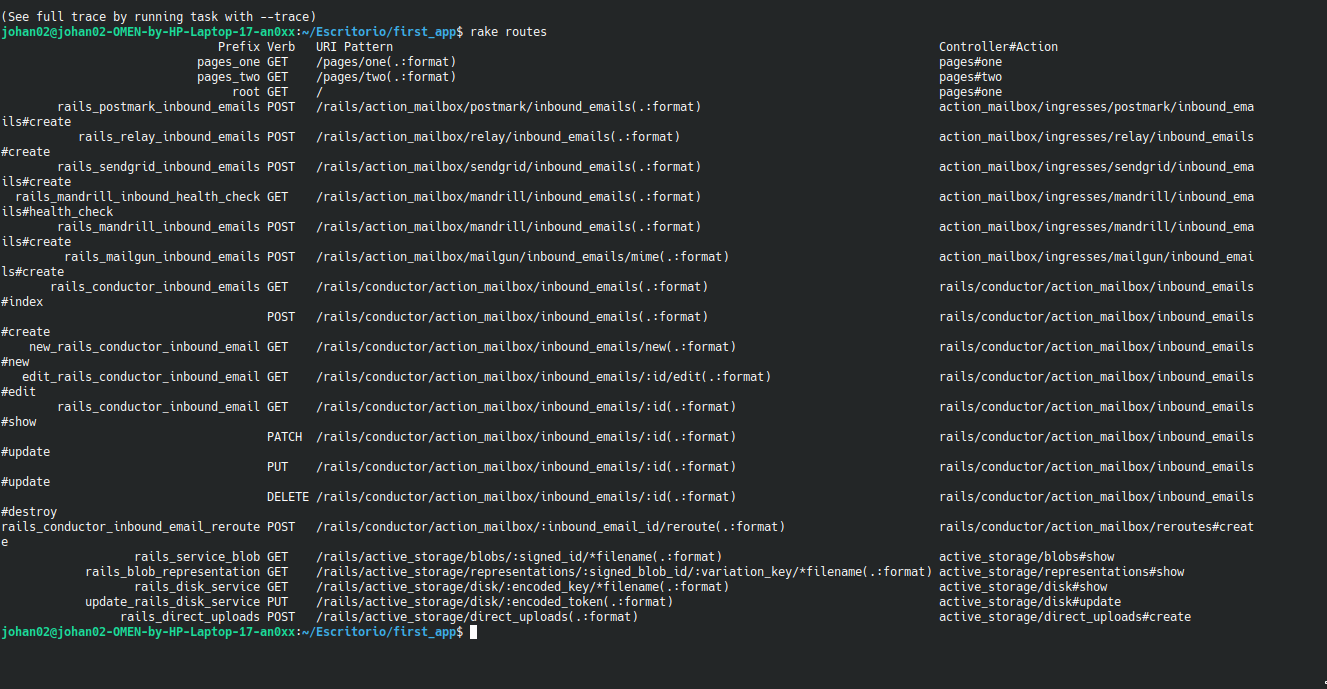 (See full trace by running task with --trace)
johan02@johan02-OMEN-by-HP-Laptop-17-an0xx:~/Escritorio/first_app$ rake routes
                               Prefix Verb   URI Pattern                                                                              Controller#Action
                            pages_one GET    /pages/one(.:format)                                                                     pages#one
                            pages_two GET    /pages/two(.:format)                                                                     pages#two
                                 root GET    /                                                                                        pages#one
        rails_postmark_inbound_emails POST   /rails/action_mailbox/postmark/inbound_emails(.:format)                                  action_mailbox/ingresses/postmark/inbound_ema
ils#create
           rails_relay_inbound_emails POST   /rails/action_mailbox/relay/inbound_emails(.:format)                                     action_mailbox/ingresses/relay/inbound_emails
#create
        rails_sendgrid_inbound_emails POST   /rails/action_mailbox/sendgrid/inbound_emails(.:format)                                  action_mailbox/ingresses/sendgrid/inbound_ema
ils#create
  rails_mandrill_inbound_health_check GET    /rails/action_mailbox/mandrill/inbound_emails(.:format)                                  action_mailbox/ingresses/mandrill/inbound_ema
ils#health_check
        rails_mandrill_inbound_emails POST   /rails/action_mailbox/mandrill/inbound_emails(.:format)                                  action_mailbox/ingresses/mandrill/inbound_ema
ils#create
         rails_mailgun_inbound_emails POST   /rails/action_mailbox/mailgun/inbound_emails/mime(.:format)                              action_mailbox/ingresses/mailgun/inbound_emai
ls#create
       rails_conductor_inbound_emails GET    /rails/conductor/action_mailbox/inbound_emails(.:format)                                 rails/conductor/action_mailbox/inbound_emails
#index
                                      POST   /rails/conductor/action_mailbox/inbound_emails(.:format)                                 rails/conductor/action_mailbox/inbound_emails
#create
    new_rails_conductor_inbound_email GET    /rails/conductor/action_mailbox/inbound_emails/new(.:format)                             rails/conductor/action_mailbox/inbound_emails
#new
   edit_rails_conductor_inbound_email GET    /rails/conductor/action_mailbox/inbound_emails/:id/edit(.:format)                        rails/conductor/action_mailbox/inbound_emails
#edit
        rails_conductor_inbound_email GET    /rails/conductor/action_mailbox/inbound_emails/:id(.:format)                             rails/conductor/action_mailbox/inbound_emails
#show
                                      PATCH  /rails/conductor/action_mailbox/inbound_emails/:id(.:format)                             rails/conductor/action_mailbox/inbound_emails
#update
                                      PUT    /rails/conductor/action_mailbox/inbound_emails/:id(.:format)                             rails/conductor/action_mailbox/inbound_emails
#update
                                      DELETE /rails/conductor/action_mailbox/inbound_emails/:id(.:format)                             rails/conductor/action_mailbox/inbound_emails
#destroy
rails_conductor_inbound_email_reroute POST   /rails/conductor/action_mailbox/:inbound_email_id/reroute(.:format)                      rails/conductor/action_mailbox/reroutes#creat
e
                   rails_service_blob GET    /rails/active_storage/blobs/:signed_id/*filename(.:format)                               active_storage/blobs#show
            rails_blob_representation GET    /rails/active_storage/representations/:signed_blob_id/:variation_key/*filename(.:format) active_storage/representations#show
                   rails_disk_service GET    /rails/active_storage/disk/:encoded_key/*filename(.:format)                              active_storage/disk#show
            update_rails_disk_service PUT    /rails/active_storage/disk/:encoded_token(.:format)                                      active_storage/disk#update
                 rails_direct_uploads POST   /rails/active_storage/direct_uploads(.:format)                                           active_storage/direct_uploads#create
johan02@johan02-OMEN-by-HP-Laptop-17-an0xx:~/Escritorio/first_app$